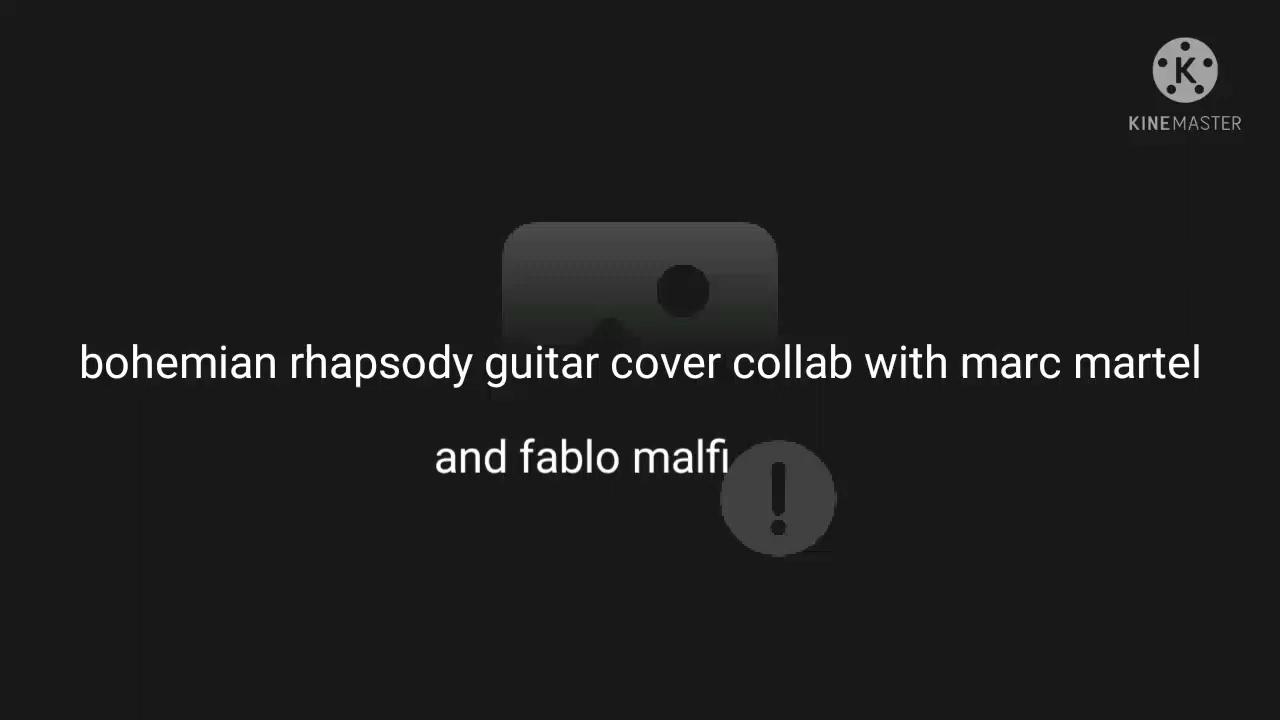 K
KINEMASTER
bohemian rhapsody guitar cover collab with marc martel
and fablo malfi
!